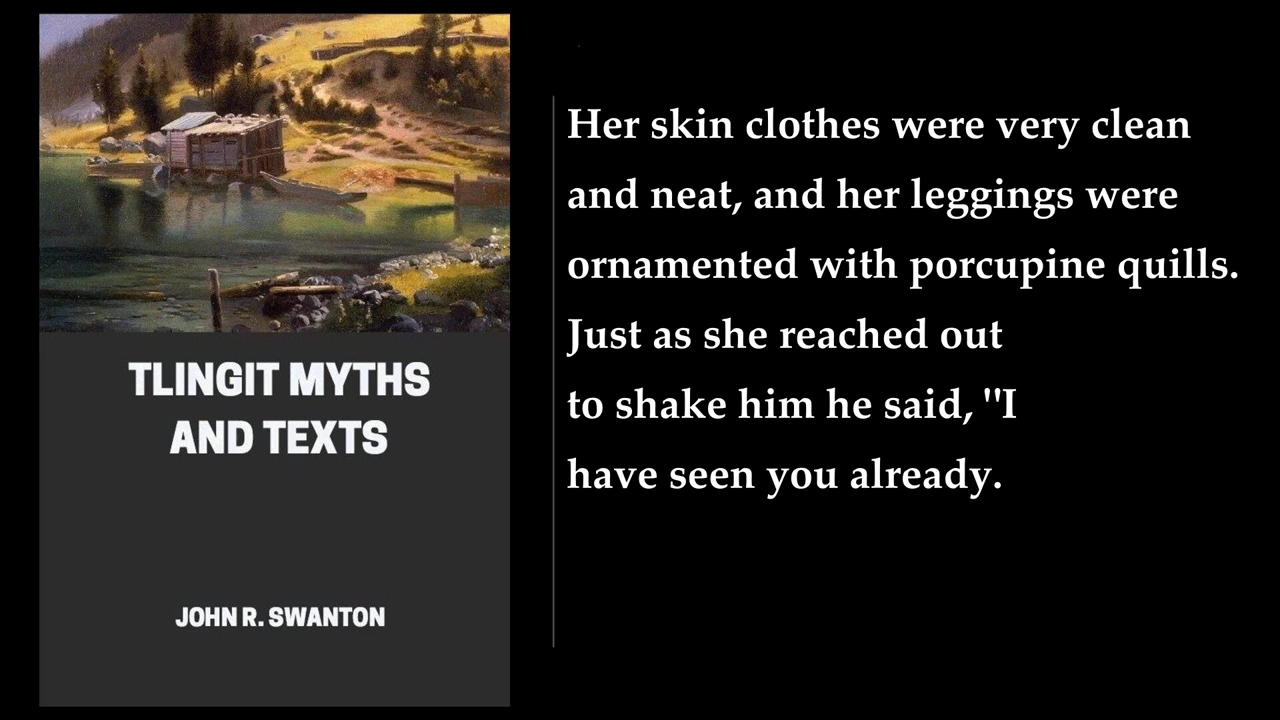 TLINGIT MYTHS
AND TEXTS
JOHN R. SWANTON
Her skin clothes were very clean
and neat, and her leggings were
ornamented with porcupine quills.
Just as she reached out
to shake him he said, "I
have seen you already.